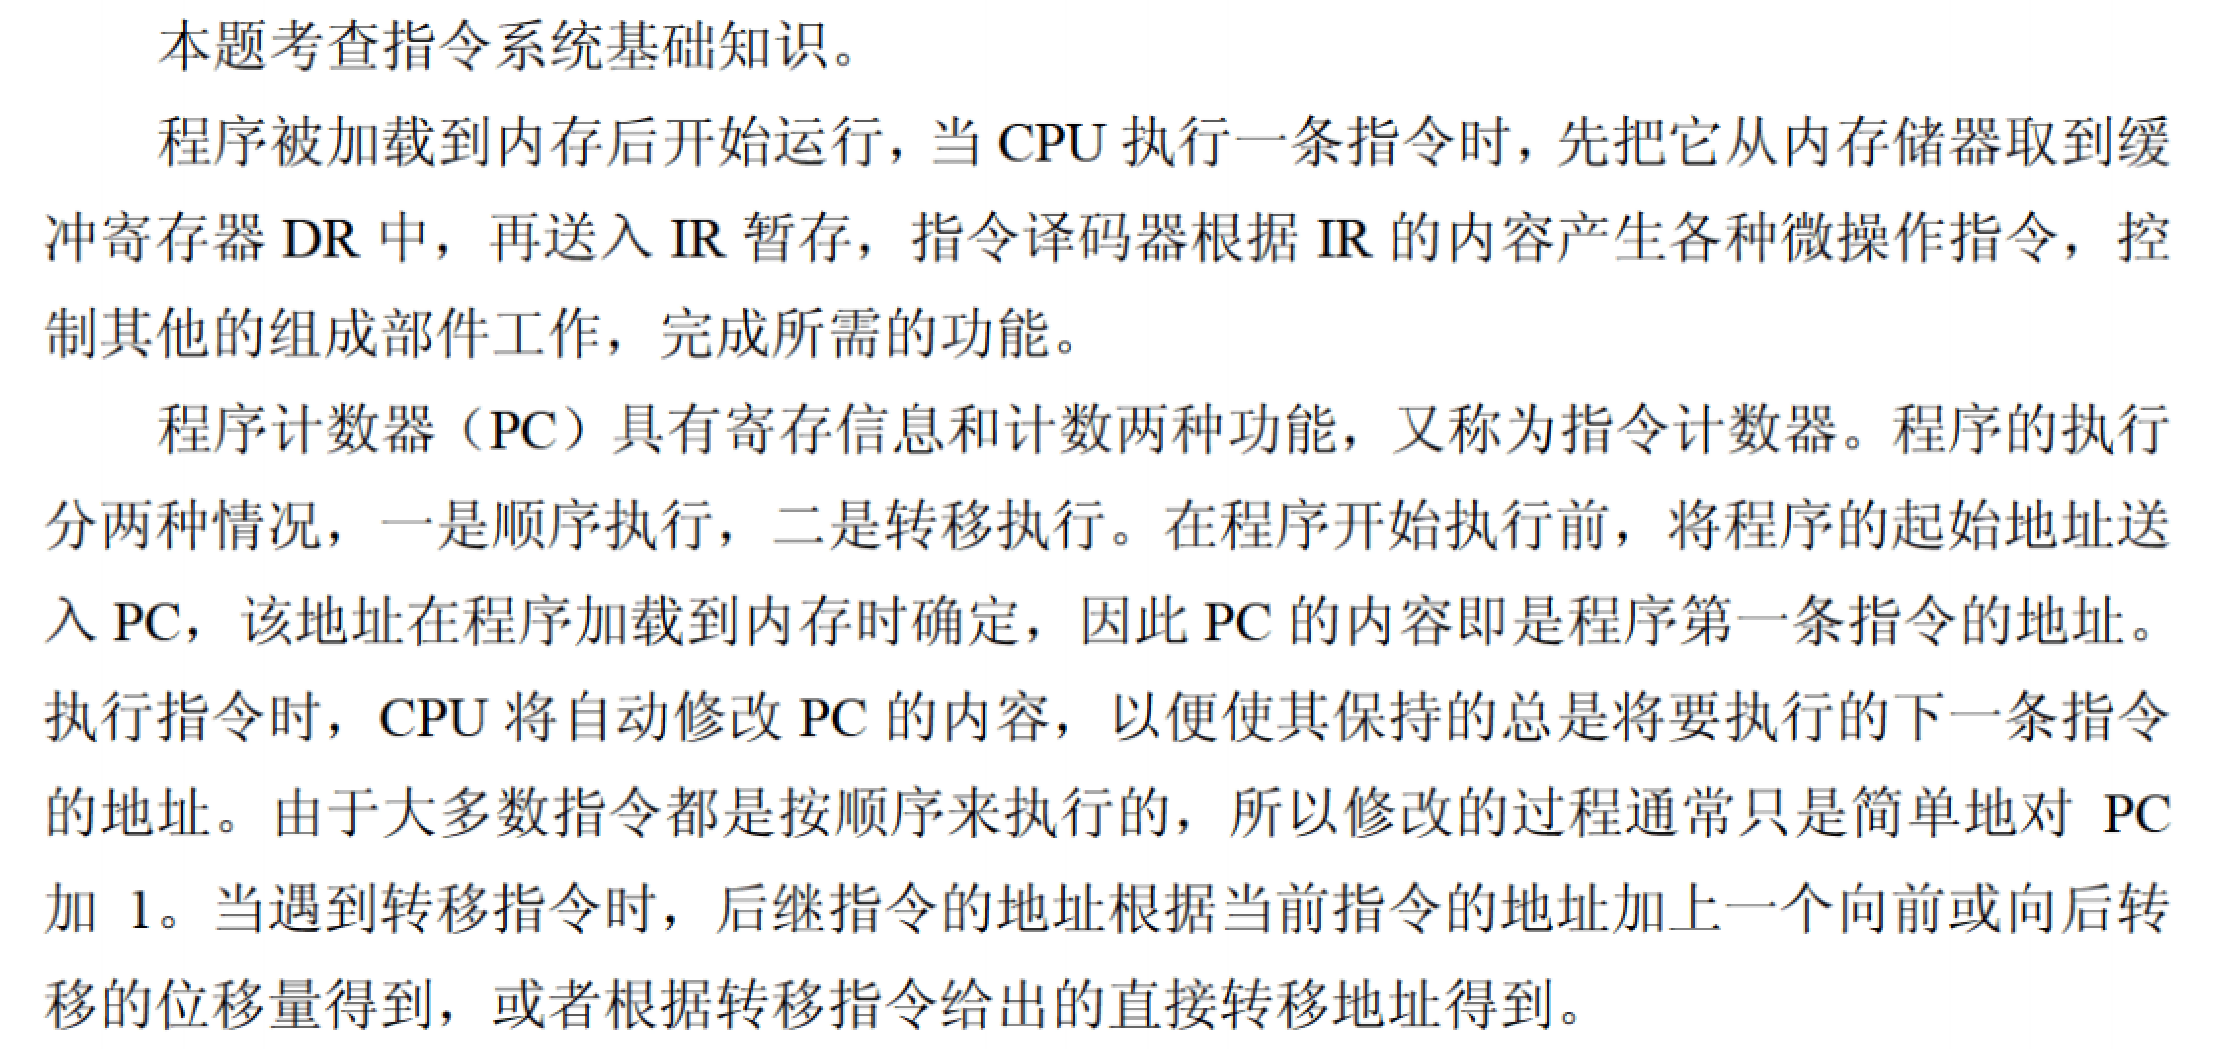 本题考查指令系统基础知识。
程序被加载到内存后开始运行，当 CPU 执行一条指令时，先把它从内存储器取到缓
冲寄存器 DR 中，再送入 IR 暂存，指令译码器根据 IR 的内容产生各种微操作指令，控
制其他的组成部件工作，完成所需的功能。
程序计数器（PC）具有寄存信息和计数两种功能，又称为指令计数器。程序的执行
分两种情况，一是顺序执行，二是转移执行。在程序开始执行前，将程序的起始地址送
入 PC，该地址在程序加载到内存时确定，因此 PC 的内容即是程序第一条指令的地址。
执行指令时，CPU 将自动修改 PC 的内容，以便使其保持的总是将要执行的下一条指令
的地址。由于大多数指令都是按顺序来执行的，所以修改的过程通常只是简单地对 PC
加 1。当遇到转移指令时，后继指令的地址根据当前指令的地址加上一个向前或向后转
移的位移量得到，或者根据转移指令给出的直接转移地址得到。